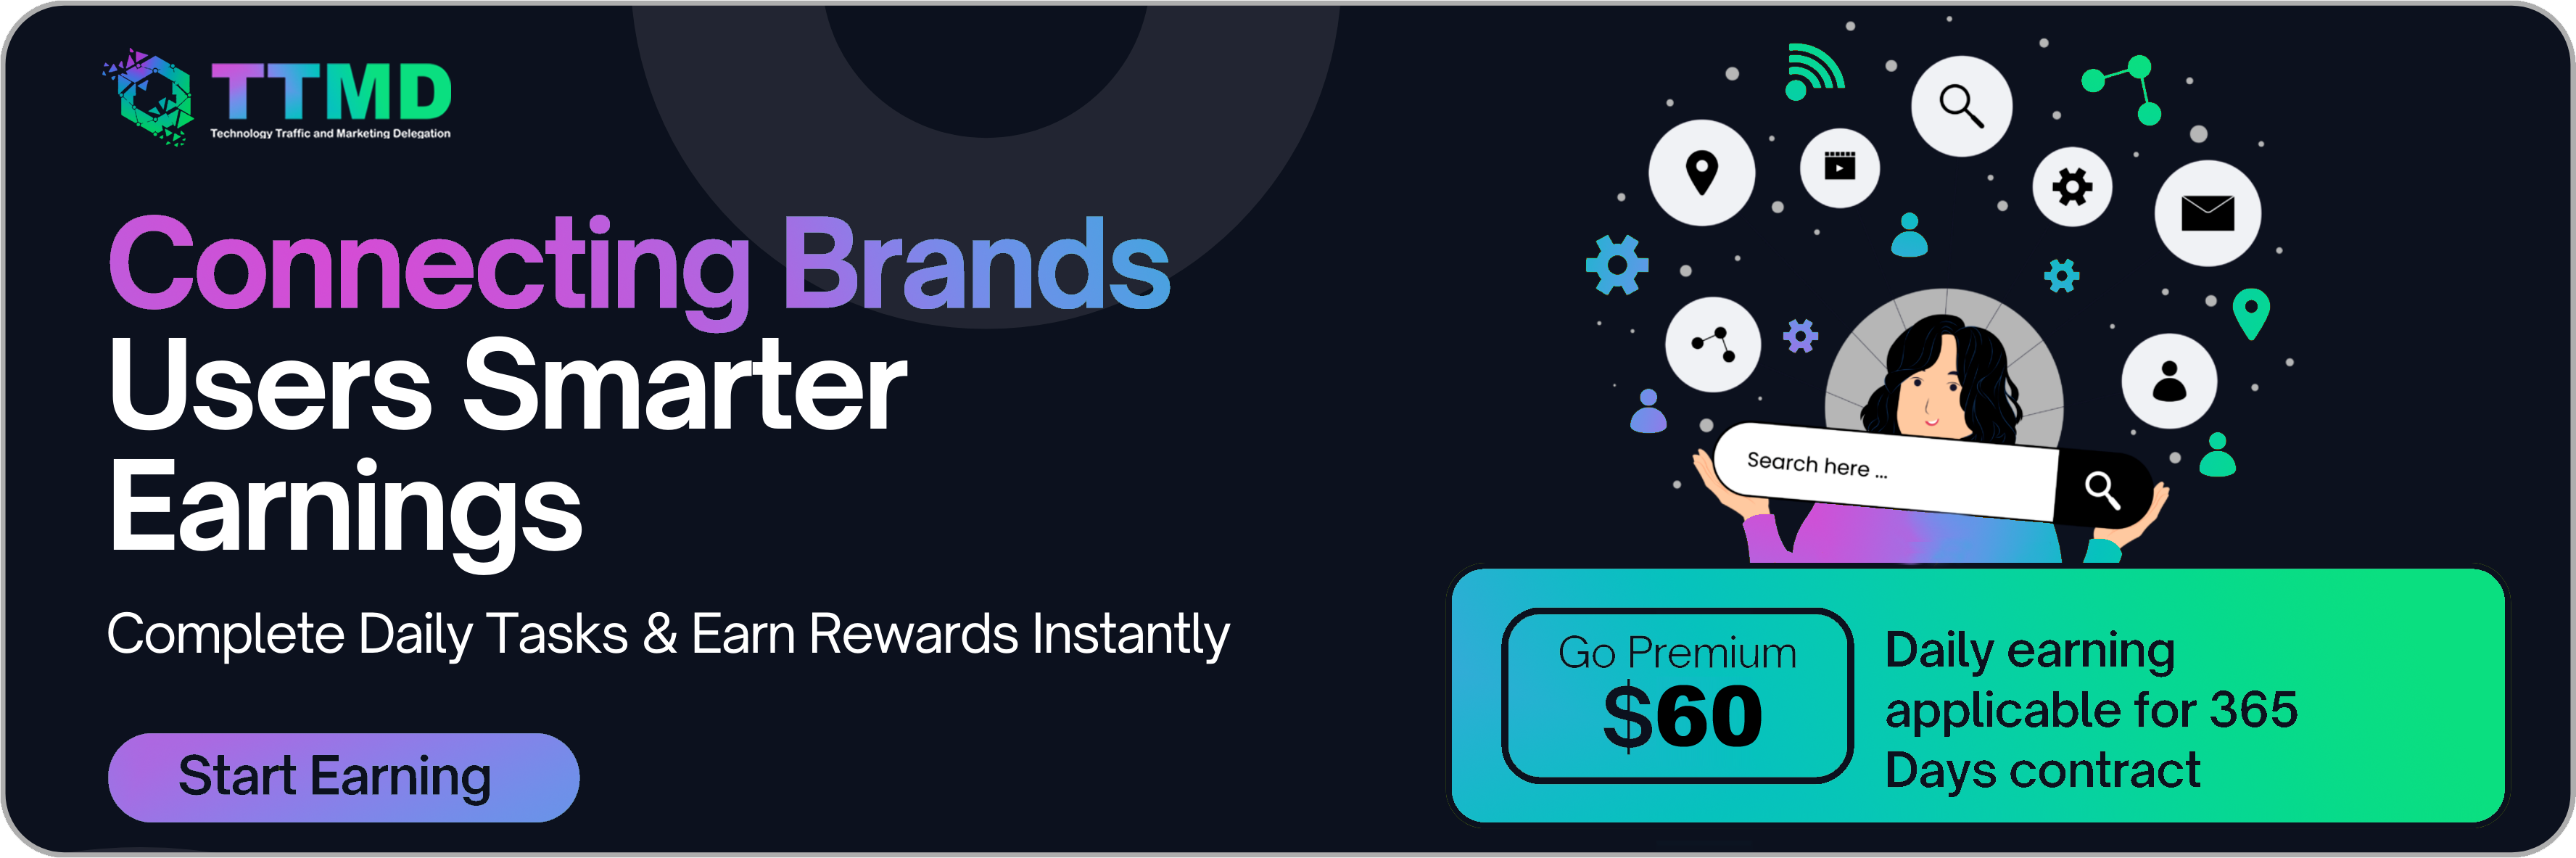 TTMD
Technology Traffic and Marketing Delegation
Connecting Brands
Users Smarter
Earnings
Complete Daily Tasks & Earn Rewards Instantly
Start Earning
Search here ...
Go Premium
$60
Daily earning
applicable for 365
Days contract